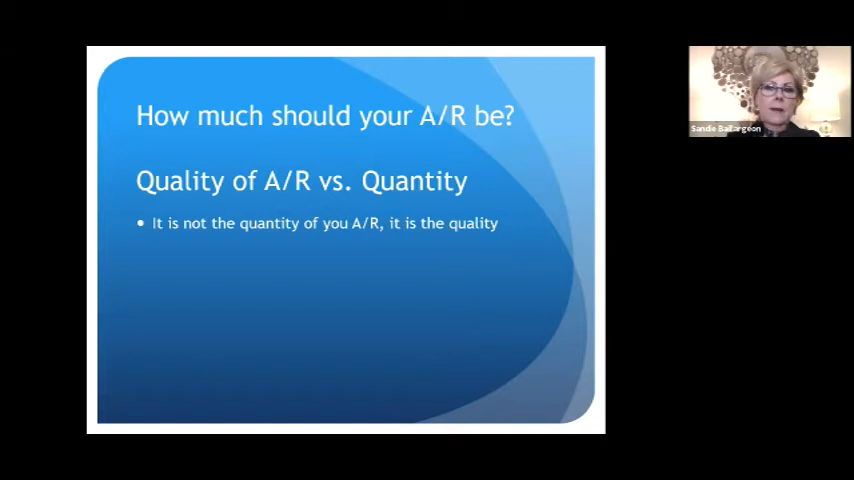 How much should your A/R be?
Quality of A/R vs. Quantity
• It is not the quantity of you A/R, it is the quality
Sandie Baillargeon